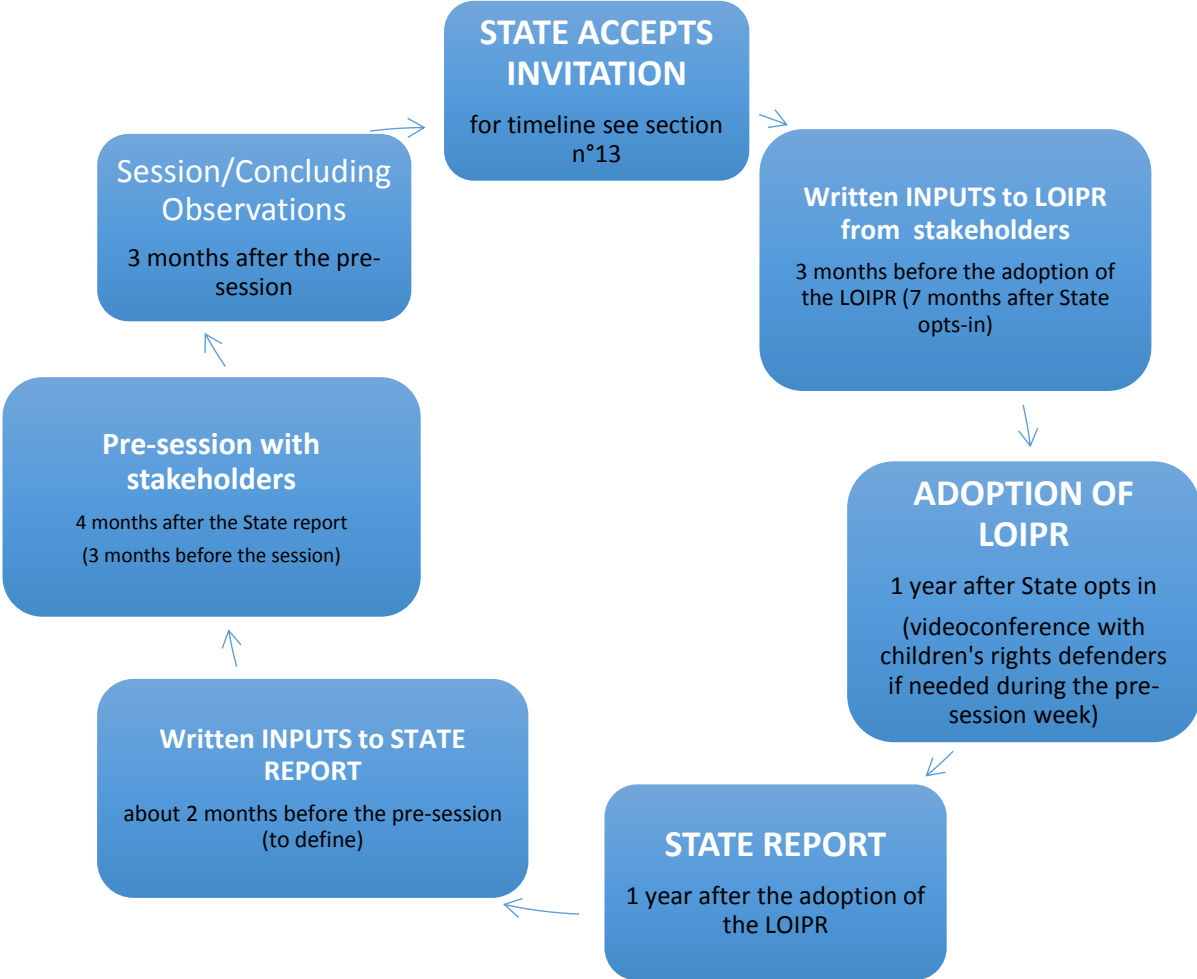 STATE ACCEPTS
INVITATION
for timeline see section
n°13
Written INPUTS to LOIPR
from stakeholders
3 months before the adoption of
the LOIPR (7 months after State
opts-in)
ADOPTION OF
LOIPR
1 year after State opts in
(videoconference with
children's rights defenders
if needed during the pre-
session week)
STATE REPORT
1 year after the adoption of
the LOIPR
Written INPUTS to STATE
REPORT
about 2 months before the pre-session
(to define)
Pre-session with
stakeholders
4 months after the State report
(3 months before the session)
Session/Concluding
Observations
3 months after the pre-
session